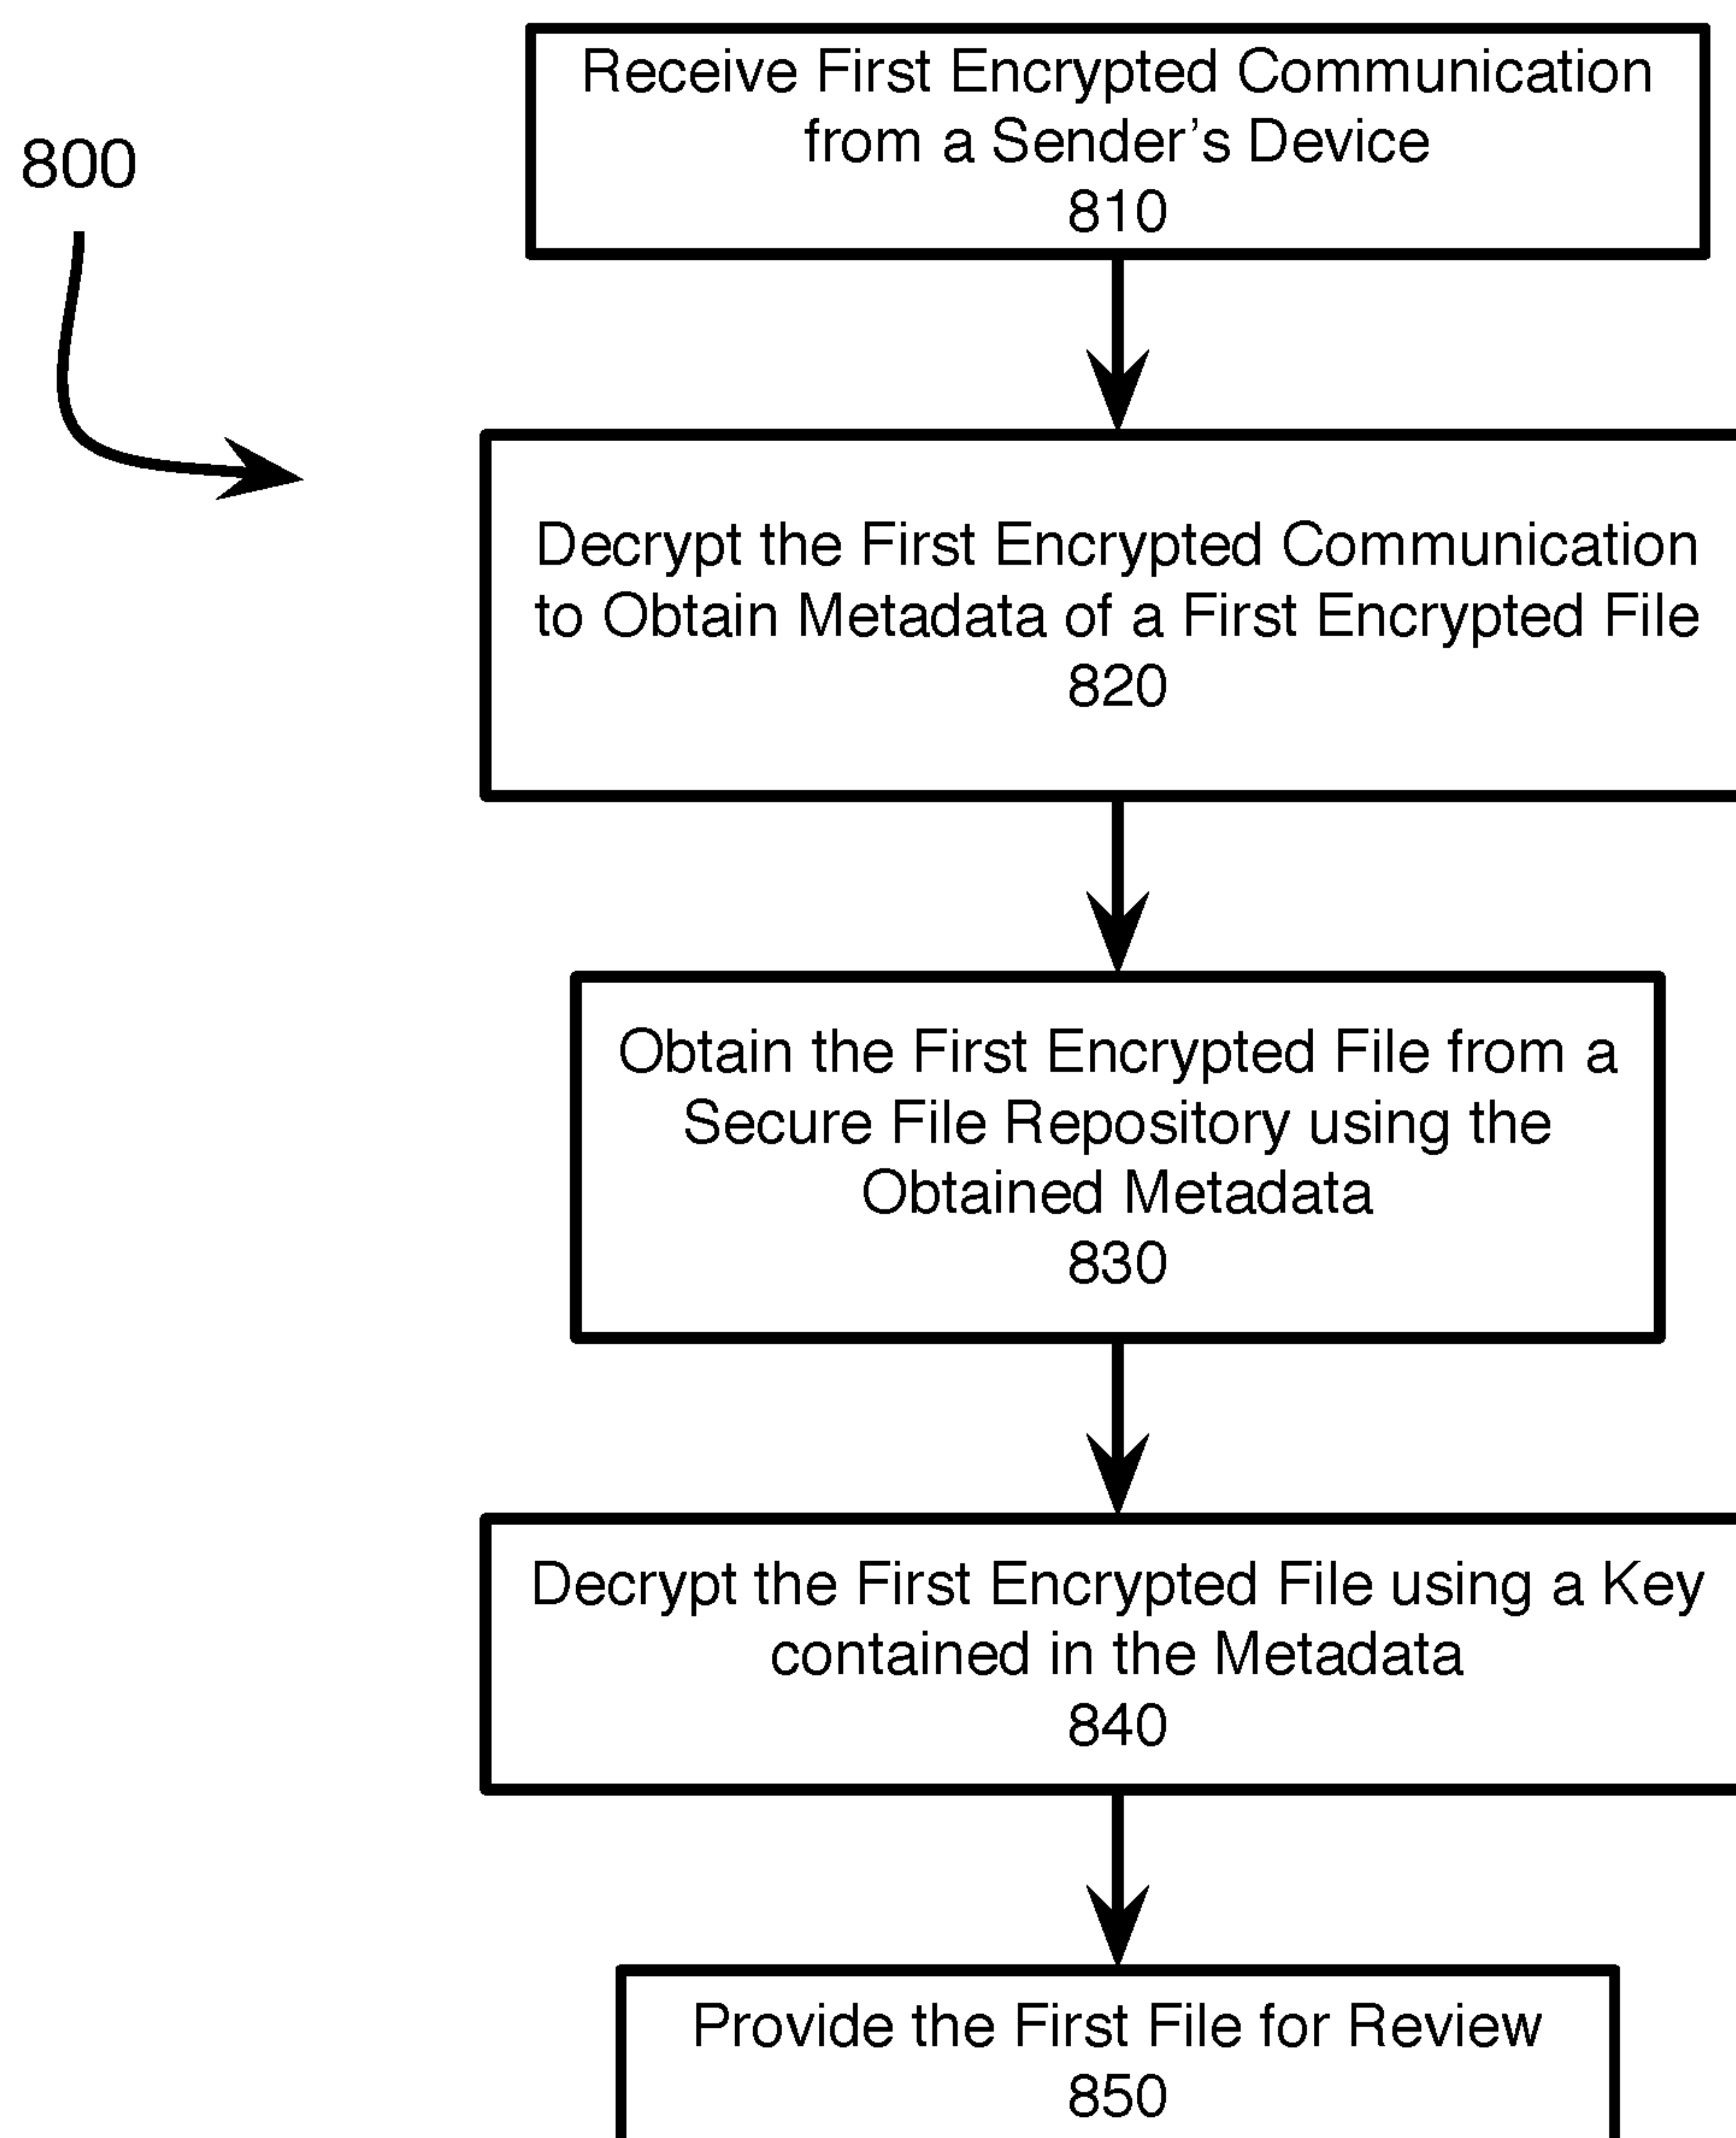 800
Receive First Encrypted Communication
from a Sender's Device
810
Decrypt the First Encrypted Communication
to Obtain Metadata of a First Encrypted File
820
Obtain the First Encrypted File from a
Secure File Repository using the
Obtained Metadata
830
Decrypt the First Encrypted File using a Key
contained in the Metadata
840
Provide the First File for Review
850